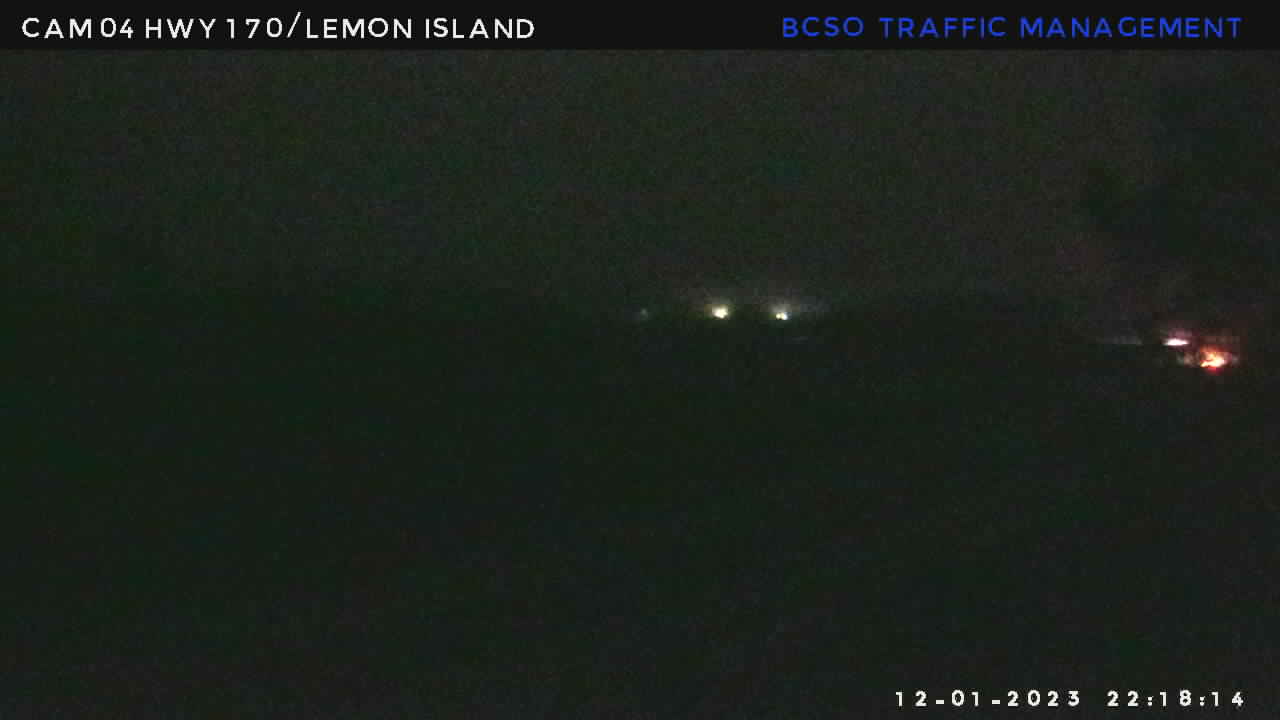 CAM 04 HWY 170/LEMON ISLAND
BCSO TRAFFIC MANAGEMENT
12-01-2023 22:18:14